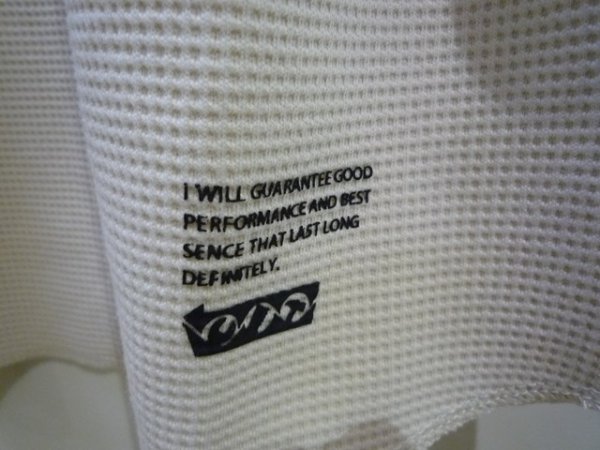 I WILL GUARANTEE GOOD
PERFORMANCE AND BEST
SENCE THAT LAST LONG
DEFINITELY.